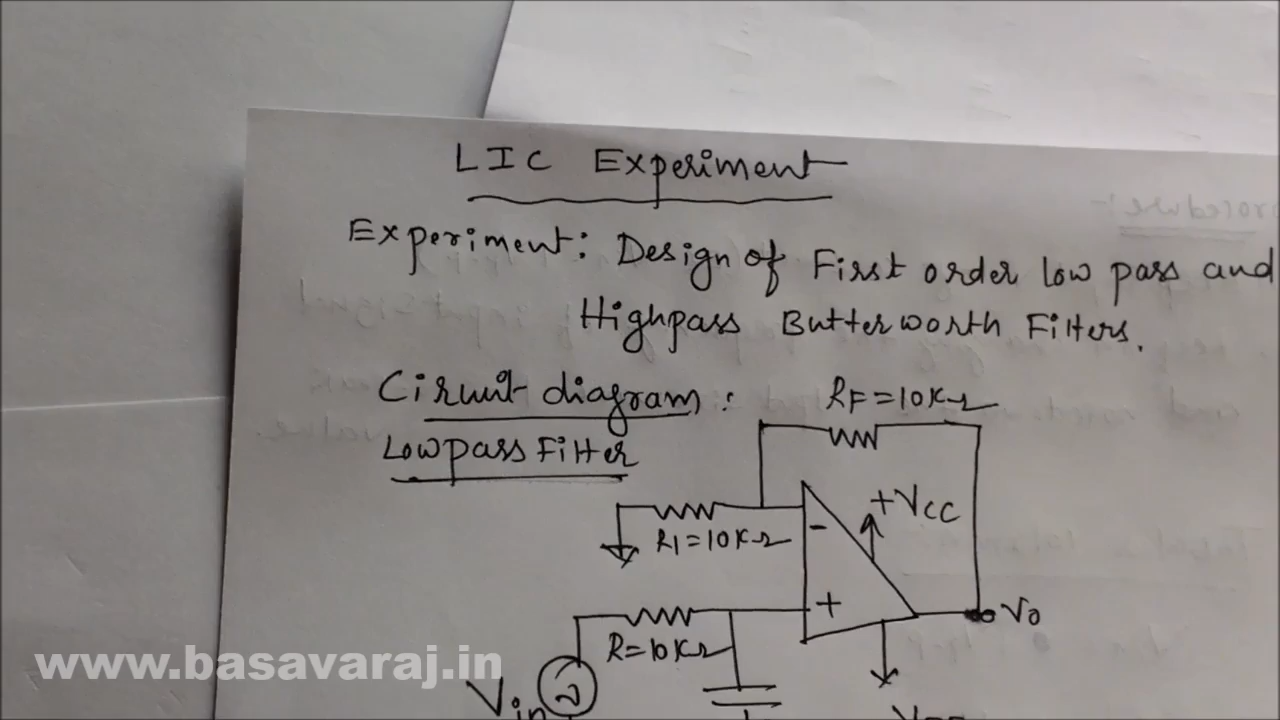 LIC Experiment
Experiment: Design of First order low pass and
Highpass Butterworth Filters.
Circuit diagram:
Lowpass Filter
RF=10KΩ
+VCC
R1=10KΩ
-
+
Vo
R=10KΩ
Vin
www.basavaraj.in